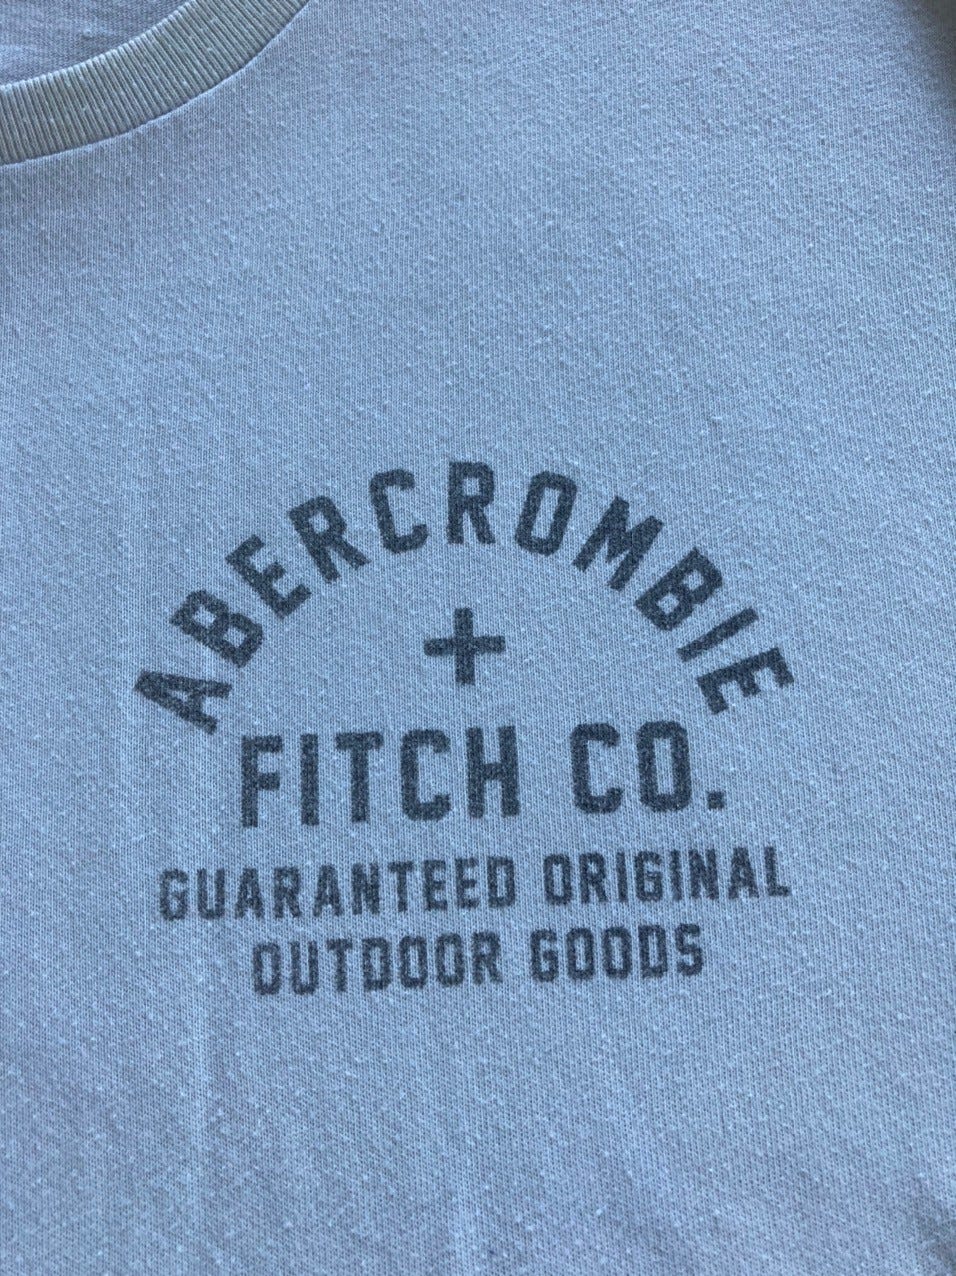 ABERCROMBIE
+
FITCH CO.
GUARANTEED ORIGINAL
OUTDOOR GOODS